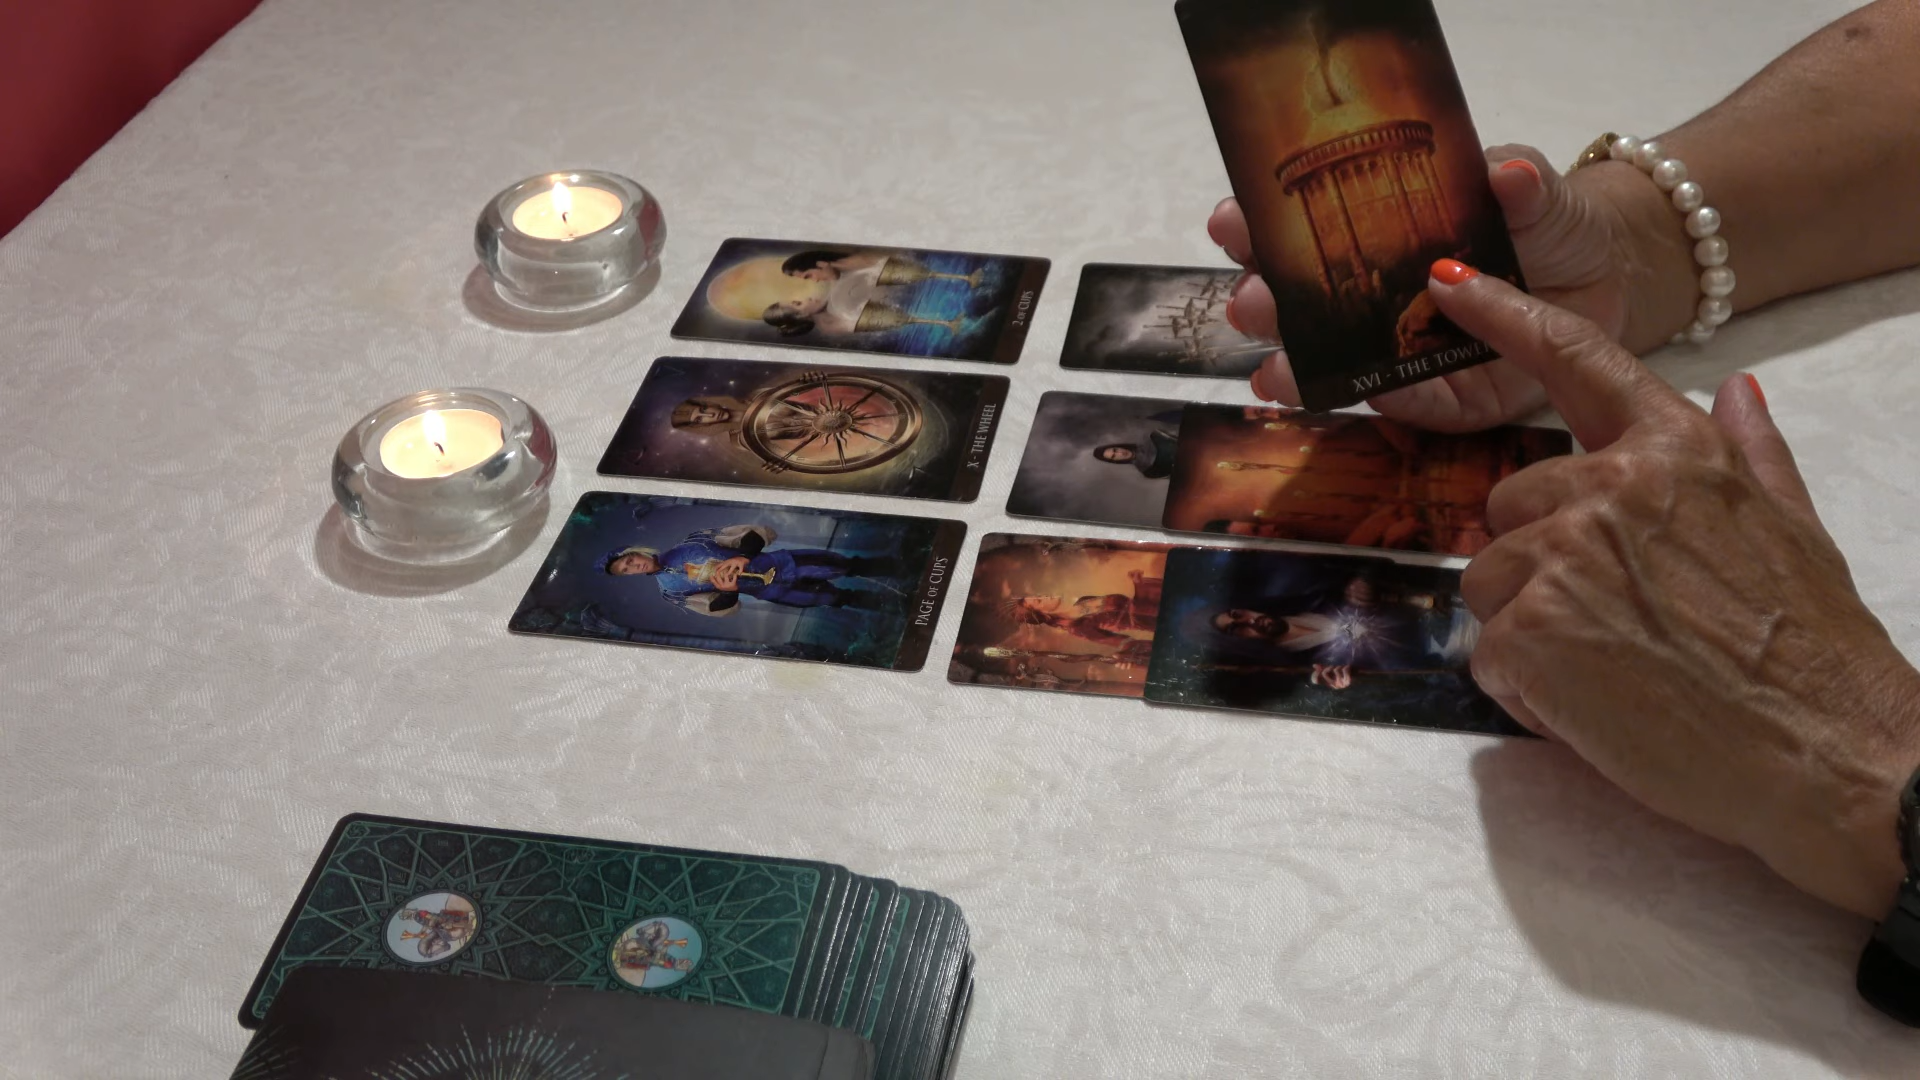 XVI - THE TOWER
2 OF CUPS
X - THE WHEEL
PAGE OF CUPS